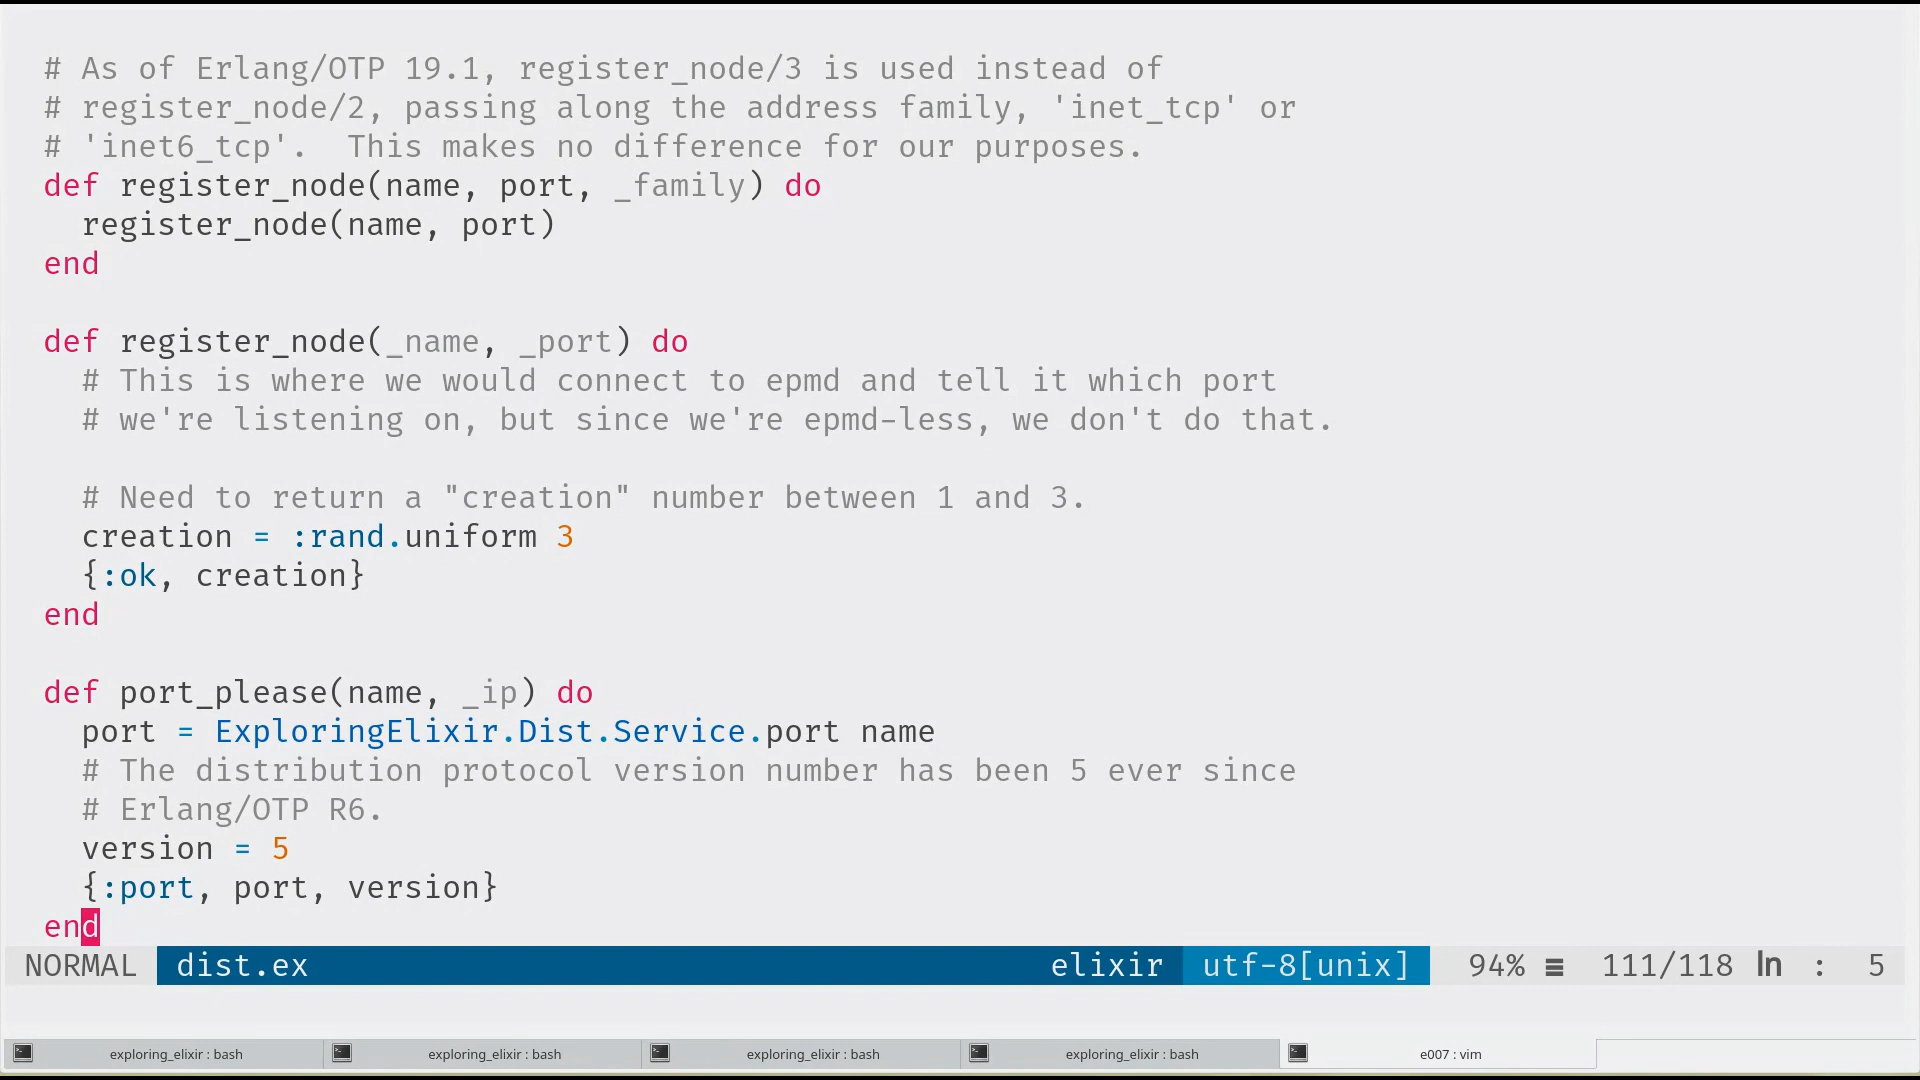 # As of Erlang/OTP 19.1, register_node/3 is used instead of
# register_node/2, passing along the address family, 'inet_tcp' or
# 'inet6_tcp'.  This makes no difference for our purposes.
def register_node(name, port, _family) do
  register_node(name, port)
end

def register_node(_name, _port) do
  # This is where we would connect to epmd and tell it which port
  # we're listening on, but since we're epmd-less, we don't do that.

  # Need to return a "creation" number between 1 and 3.
  creation = :rand.uniform 3
  {:ok, creation}
end

def port_please(name, _ip) do
  port = ExploringElixir.Dist.Service.port name
  # The distribution protocol version number has been 5 ever since
  # Erlang/OTP R6.
  version = 5
  {:port, port, version}
end
NORMAL dist.ex elixir utf-8[unix] 94% ≡ 111/118 ln : 5
exploring_elixir : bash exploring_elixir : bash exploring_elixir : bash exploring_elixir : bash e007 : vim